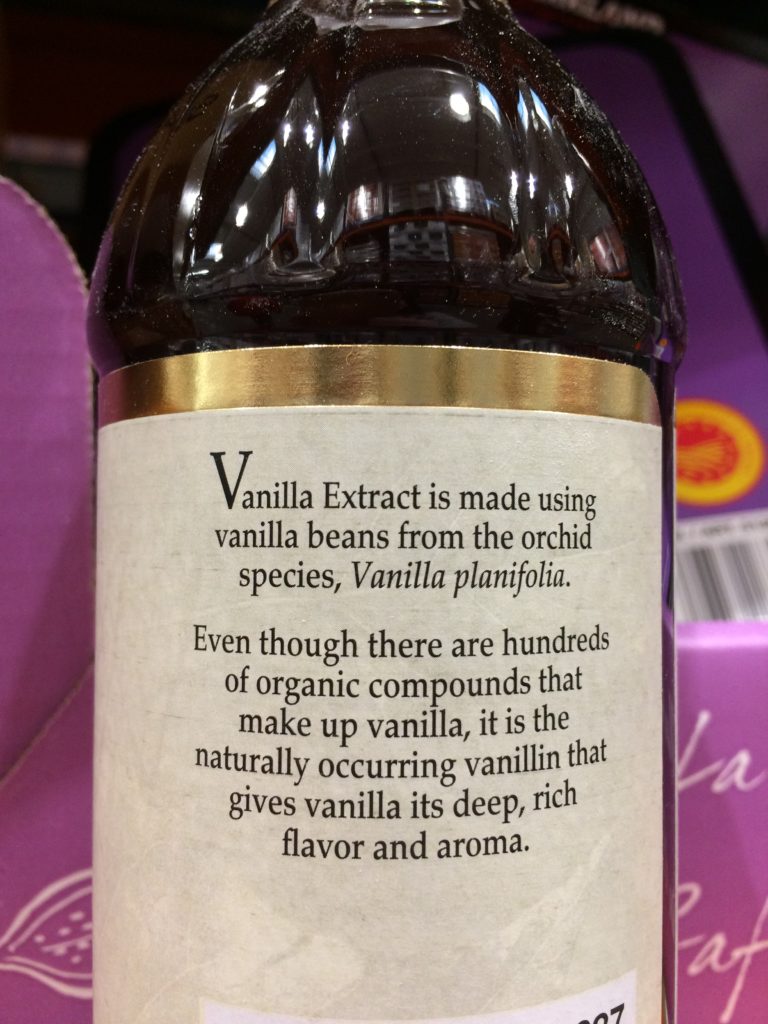 Vanilla Extract is made using
vanilla beans from the orchid
species, Vanilla planifolia.
Even though there are hundreds
of organic compounds that
make up vanilla, it is the
naturally occurring vanillin that
gives vanilla its deep, rich
flavor and aroma.
La